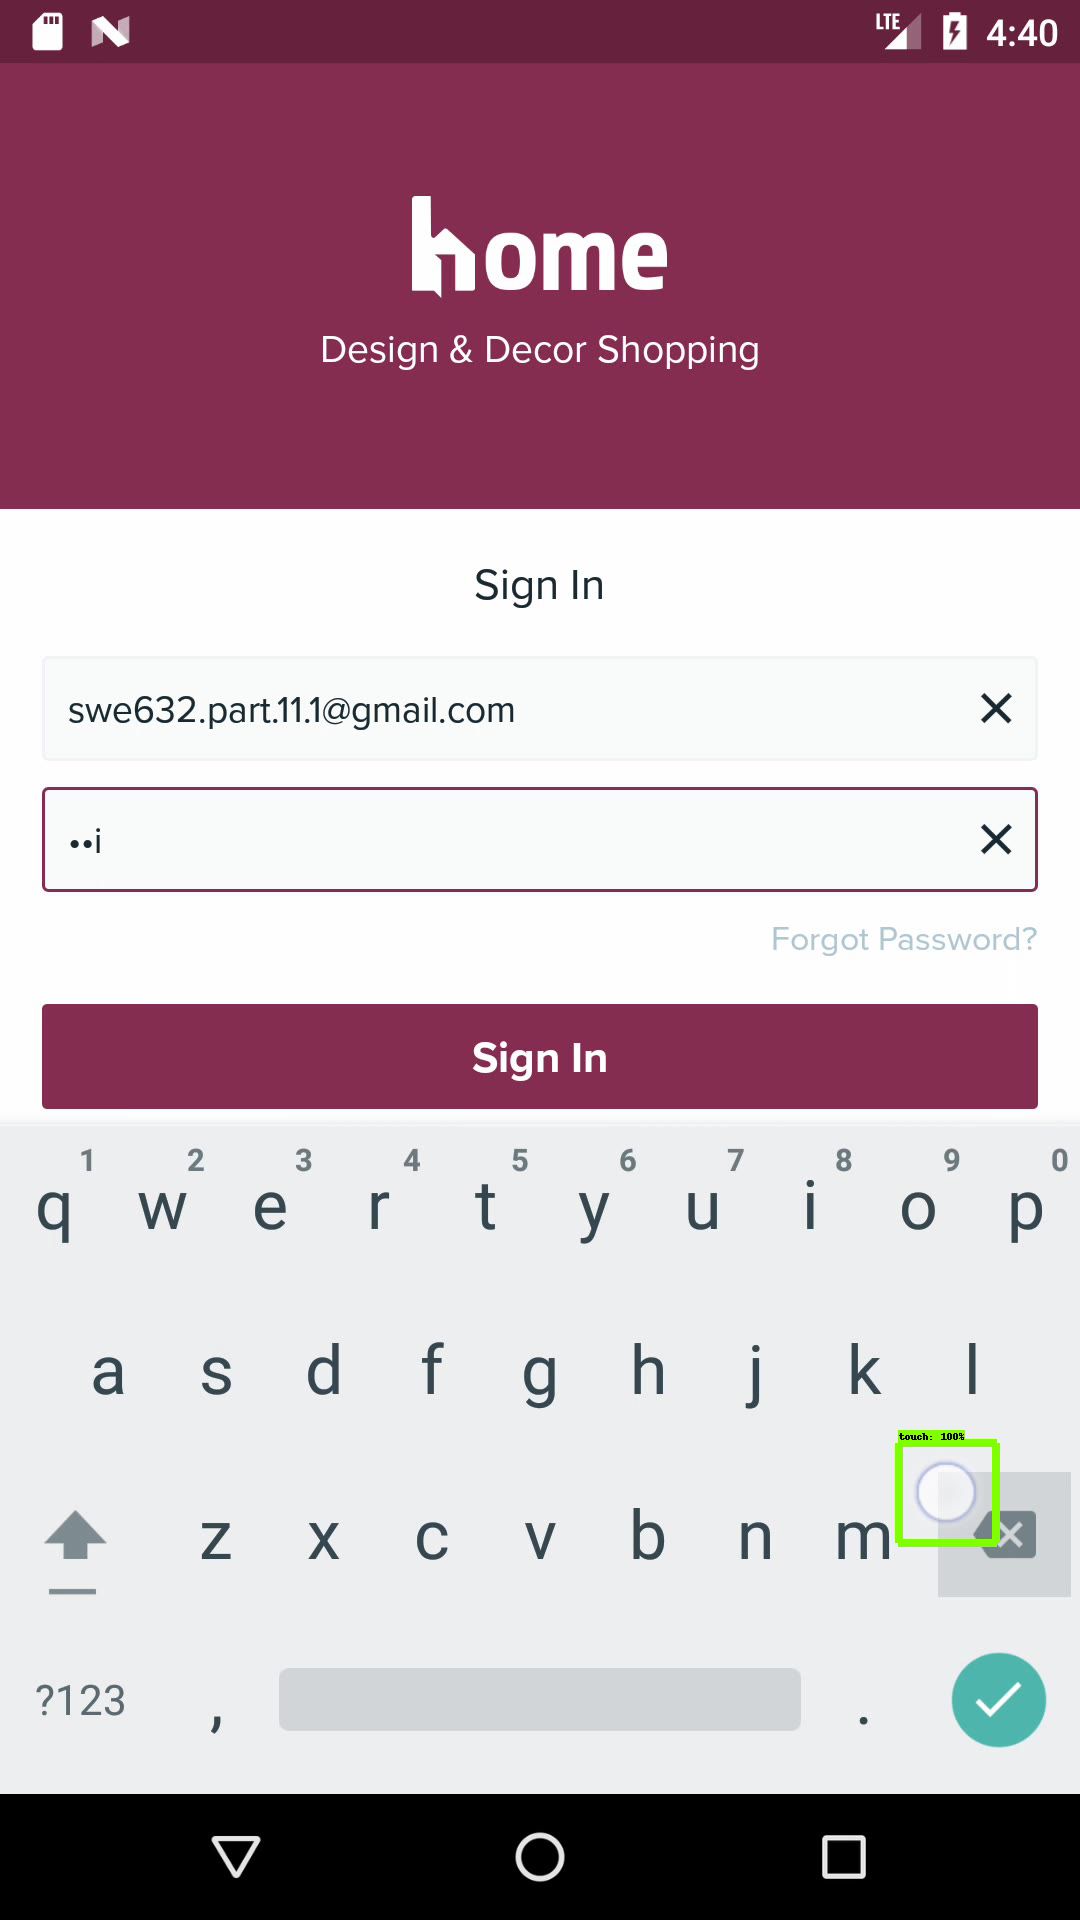 LTE 4:40
home
Design & Decor Shopping
Sign In
swe632.part.11.1@gmail.com
••i
Forgot Password?
Sign In
1 2 3 4 5 6 7 8 9 0
q w e r t y u i o p
a s d f g h j k l
touch: 100%
z x c v b n m
?123 , .